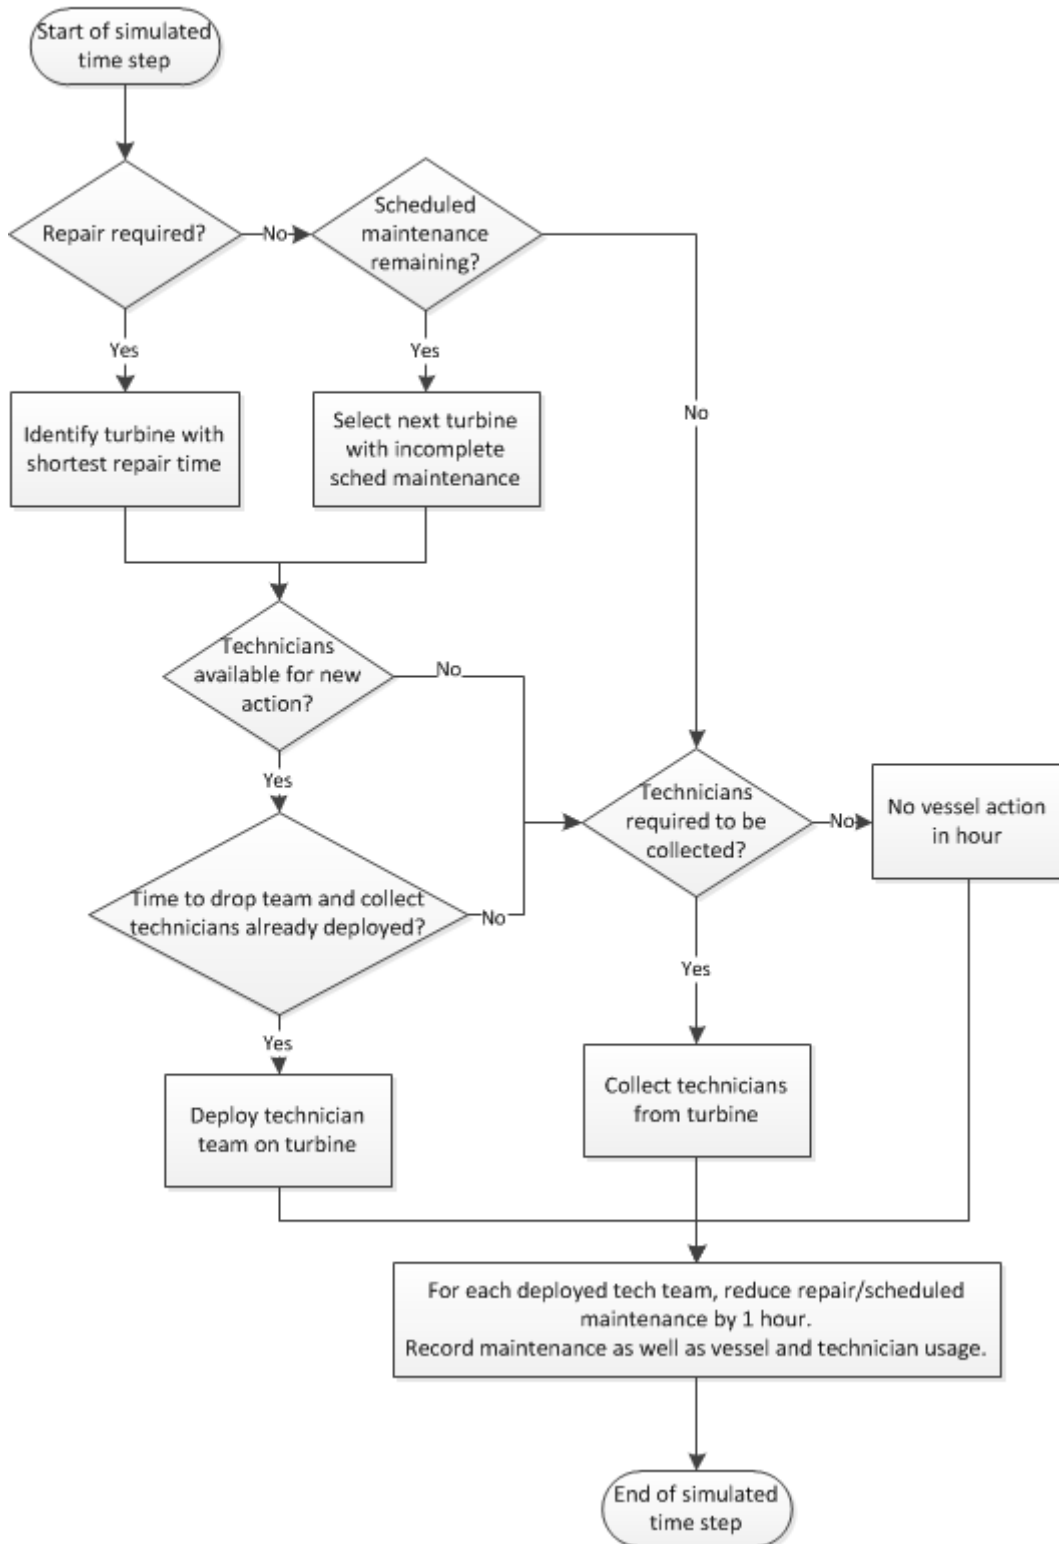 Start of simulated
time step
Repair required?
No
Scheduled
maintenance
remaining?
Yes
Yes
No
Identify turbine with
shortest repair time
Select next turbine
with incomplete
sched maintenance
Technicians
available for new
action?
No
Yes
Technicians
required to be
collected?
No
No vessel action
in hour
Time to drop team and collect
technicians already deployed?
No
Yes
Yes
Deploy technician
team on turbine
Collect technicians
from turbine
For each deployed tech team, reduce repair/scheduled
maintenance by 1 hour.
Record maintenance as well as vessel and technician usage.
End of simulated
time step